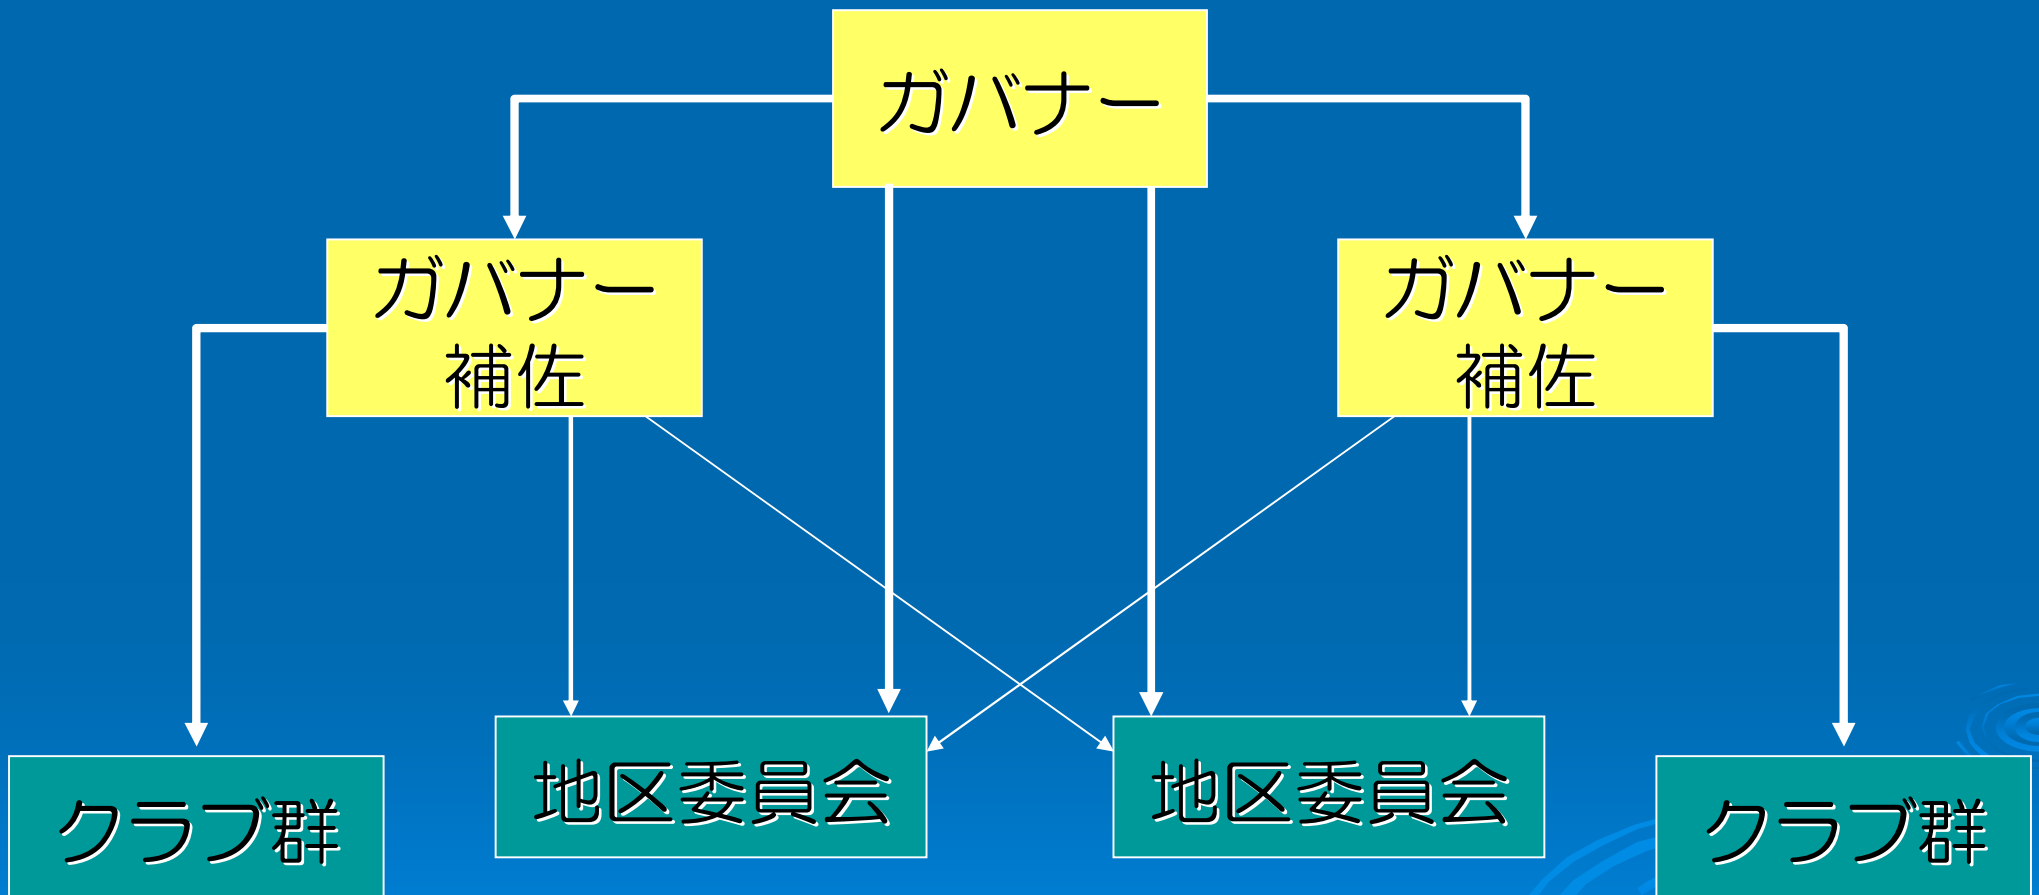 ガバナー
ガバナー
補佐
ガバナー
補佐
地区委員会
地区委員会
クラブ群
クラブ群